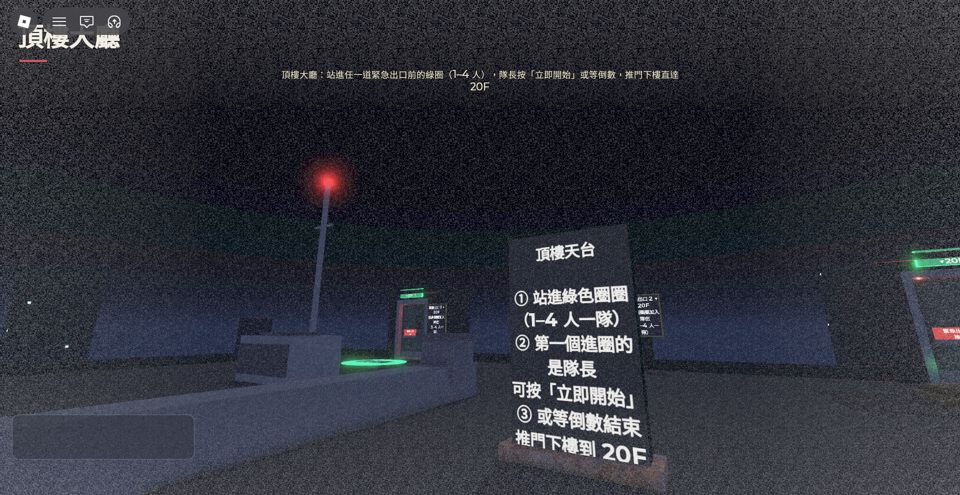 頂樓大廳
頂樓大廳：站進任一道緊急出口前的綠圈（1–4 人），隊長按「立即開始」或等倒數，推門下樓直達
20F
頂樓天台
① 站進綠色圈圈
（1–4 人一隊）
② 第一個進圈的
是隊長
可按「立即開始」
③ 或等倒數結束
推門下樓到 20F
出口 2
20F